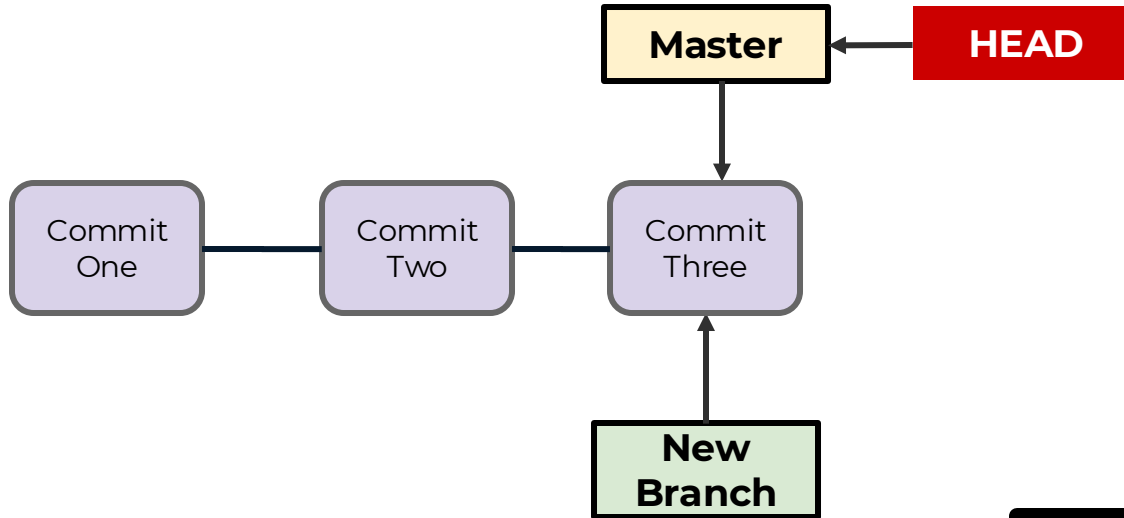 Master
HEAD
Commit
One
Commit
Two
Commit
Three
New
Branch